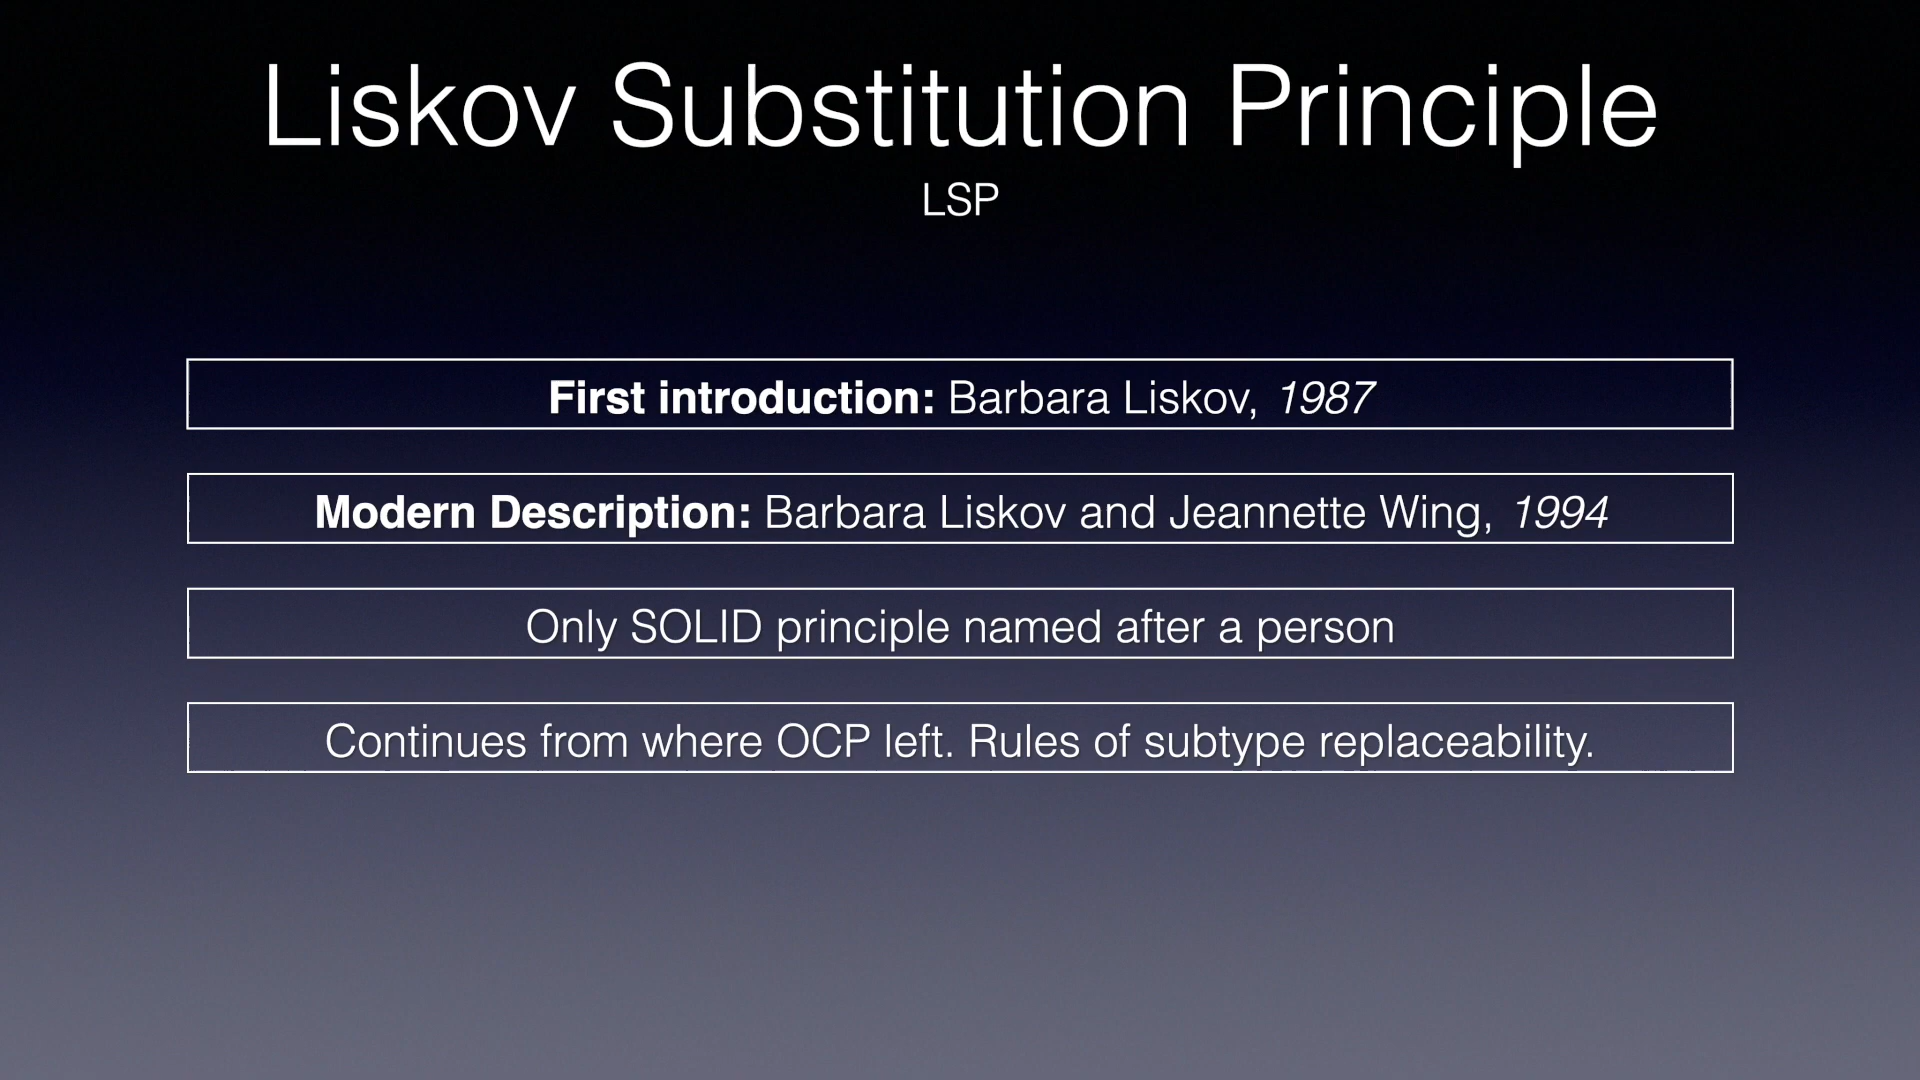 Liskov Substitution Principle
LSP
First introduction: Barbara Liskov, 1987
Modern Description: Barbara Liskov and Jeannette Wing, 1994
Only SOLID principle named after a person
Continues from where OCP left. Rules of subtype replaceability.